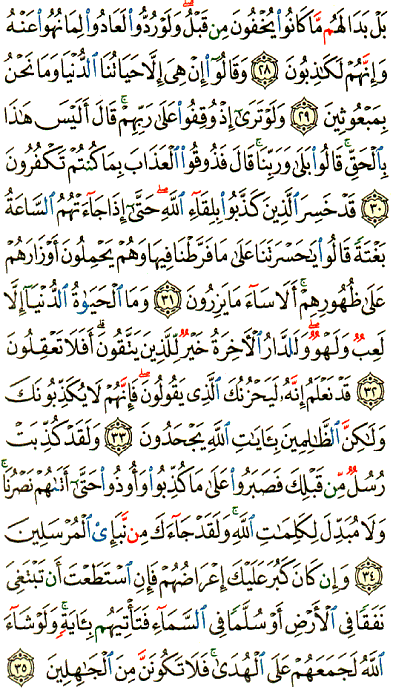 بَلْ بَدَا لَهُم مَّا كَانُوا۟ يُخْفُونَ مِن قَبْلُ ۖ وَلَوْ رُدُّوا۟ لَعَادُوا۟ لِمَا نُهُوا۟ عَنْهُ
وَإِنَّهُمْ لَكَـٰذِبُونَ ﴿٢٨﴾ وَقَالُوٓا۟ إِنْ هِىَ إِلَّا حَيَاتُنَا ٱلدُّنْيَا وَمَا نَحْنُ
بِمَبْعُوثِينَ ﴿٢٩﴾ وَلَوْ تَرَىٰٓ إِذْ وُقِفُوا۟ عَلَىٰ رَبِّهِمْ ۚ قَالَ أَلَيْسَ هَـٰذَا
بِٱلْحَقِّ ۚ قَالُوا۟ بَلَىٰ وَرَبِّنَا ۚ قَالَ فَذُوقُوا۟ ٱلْعَذَابَ بِمَا كُنتُمْ تَكْفُرُونَ
﴿٣٠﴾ قَدْ خَسِرَ ٱلَّذِينَ كَذَّبُوا۟ بِلِقَآءِ ٱللَّهِ ۖ حَتَّىٰٓ إِذَا جَآءَتْهُمُ ٱلسَّاعَةُ
بَغْتَةً قَالُوا۟ يَـٰحَسْرَتَنَا عَلَىٰ مَا فَرَّطْنَا فِيهَا وَهُمْ يَحْمِلُونَ أَوْزَارَهُمْ
عَلَىٰ ظُهُورِهِمْ ۚ أَلَا سَآءَ مَا يَزِرُونَ ﴿٣١﴾ وَمَا ٱلْحَيَوٰةُ ٱلدُّنْيَآ إِلَّا
لَعِبٌ وَلَهْوٌ ۖ وَلَلدَّارُ ٱلْـَٔاخِرَةُ خَيْرٌ لِّلَّذِينَ يَتَّقُونَ ۗ أَفَلَا تَعْقِلُونَ
﴿٣٢﴾ قَدْ نَعْلَمُ إِنَّهُۥ لَيَحْزُنُكَ ٱلَّذِى يَقُولُونَ ۖ فَإِنَّهُمْ لَا يُكَذِّبُونَكَ
وَلَـٰكِنَّ ٱلظَّـٰلِمِينَ بِـَٔايَـٰتِ ٱللَّهِ يَجْحَدُونَ ﴿٣٣﴾ وَلَقَدْ كُذِّبَتْ
رُسُلٌ مِّن قَبْلِكَ فَصَبَرُوا۟ عَلَىٰ مَا كُذِّبُوا۟ وَأُوذُوا۟ حَتَّىٰٓ أَتَىٰهُمْ نَصْرُنَا ۚ
وَلَا مُبَدِّلَ لِكَلِمَـٰتِ ٱللَّهِ ۚ وَلَقَدْ جَآءَكَ مِن نَّبَإِى۟ ٱلْمُرْسَلِينَ
﴿٣٤﴾ وَإِن كَانَ كَبُرَ عَلَيْكَ إِعْرَاضُهُمْ فَإِنِ ٱسْتَطَعْتَ أَن تَبْتَغِىَ
نَفَقًا فِى ٱلْأَرْضِ أَوْ سُلَّمًا فِى ٱلسَّمَآءِ فَتَأْتِيَهُم بِـَٔايَةٍ ۚ وَلَوْ شَآءَ
ٱللَّهُ لَجَمَعَهُمْ عَلَى ٱلْهُدَىٰ ۚ فَلَا تَكُونَنَّ مِنَ ٱلْجَـٰهِلِينَ ﴿٣٥﴾